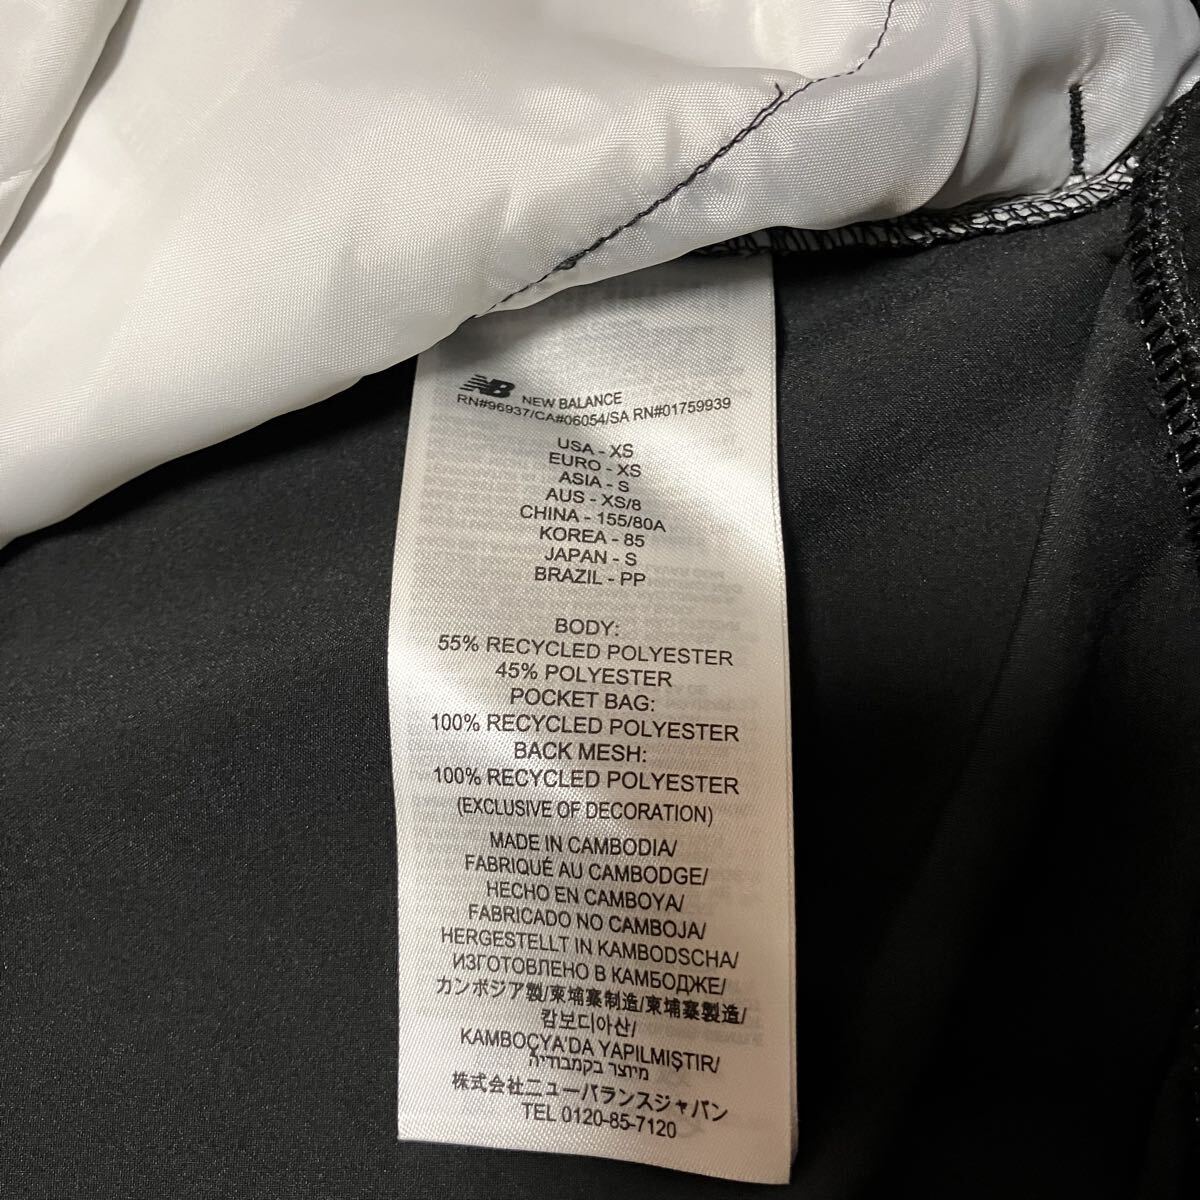 NB NEW BALANCE
RN#96937/CA#06054/SA RN#01759939
USA - XS
EURO - XS
ASIA - S
AUS - XS/8
CHINA - 155/80A
KOREA - 85
JAPAN - S
BRAZIL - PP
BODY:
55% RECYCLED POLYESTER
45% POLYESTER
POCKET BAG:
100% RECYCLED POLYESTER
BACK MESH:
100% RECYCLED POLYESTER
(EXCLUSIVE OF DECORATION)
MADE IN CAMBODIA/
FABRIQUÉ AU CAMBODGE/
HECHO EN CAMBOYA/
FABRICADO NO CAMBOJA/
HERGESTELLT IN KAMBODSCHA/
ИЗГОТОВЛЕНО В КАМБОДЖЕ/
カンボジア製/柬埔寨制造/柬埔寨製造/
캄보디아산/
KAMBOÇYA'DA YAPILMIŞTIR/
מיוצר בקמבודיה
株式会社ニューバランスジャパン
TEL 0120-85-7120